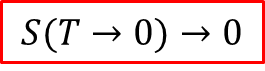 S(T → 0) → 0